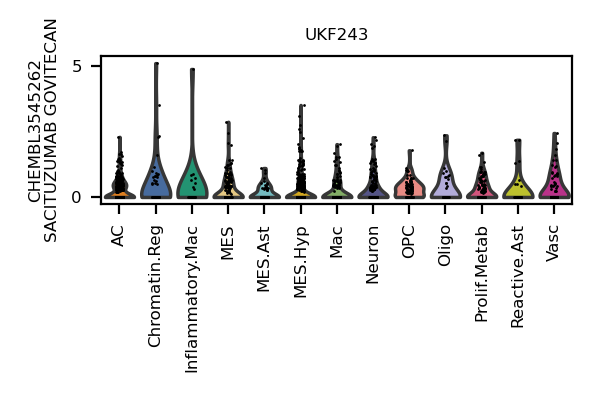 UKF243
CHEMBL3545262
SACITUZUMAB GOVITECAN
5
0
AC
Chromatin.Reg
Inflammatory.Mac
MES
MES.Ast
MES.Hyp
Mac
Neuron
OPC
Oligo
Prolif.Metab
Reactive.Ast
Vasc